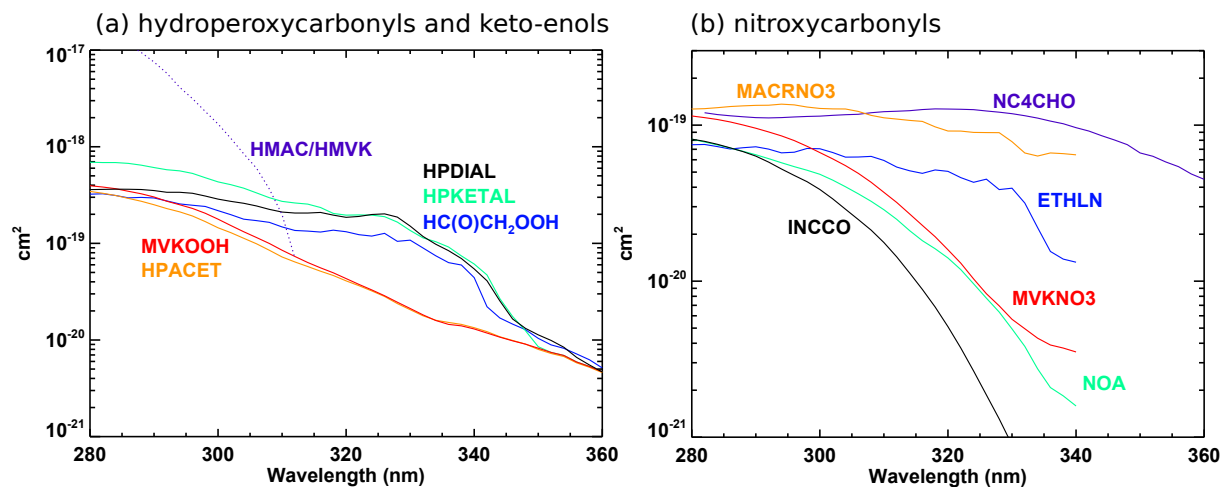 (a) hydroperoxycarbonyls and keto-enols
10⁻¹⁷
10⁻¹⁸
10⁻¹⁹
10⁻²⁰
10⁻²¹
cm²
HMAC/HMVK
HPDIAL
HPKETAL
HC(O)CH₂OOH
MVKOOH
HPACET
280 300 320 340 360
Wavelength (nm)
(b) nitroxycarbonyls
10⁻¹⁹
10⁻²⁰
10⁻²¹
cm²
MACRNO3
NC4CHO
ETHLN
INCCO
MVKNO3
NOA
280 300 320 340 360
Wavelength (nm)